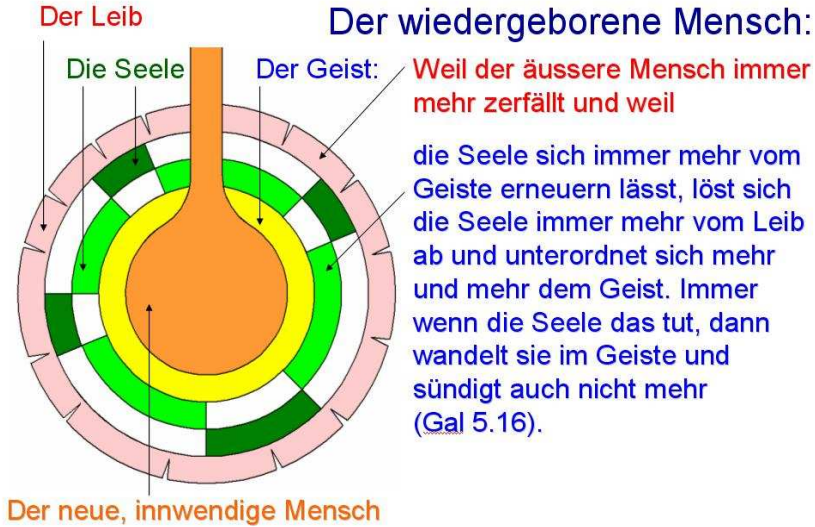 Der Leib
Der wiedergeborene Mensch:
Die Seele
Der Geist:
Weil der äussere Mensch immer
mehr zerfällt und weil
die Seele sich immer mehr vom
Geiste erneuern lässt, löst sich
die Seele immer mehr vom Leib
ab und unterordnet sich mehr
und mehr dem Geist. Immer
wenn die Seele das tut, dann
wandelt sie im Geiste und
sündigt auch nicht mehr
(Gal 5.16).
Der neue, innwendige Mensch